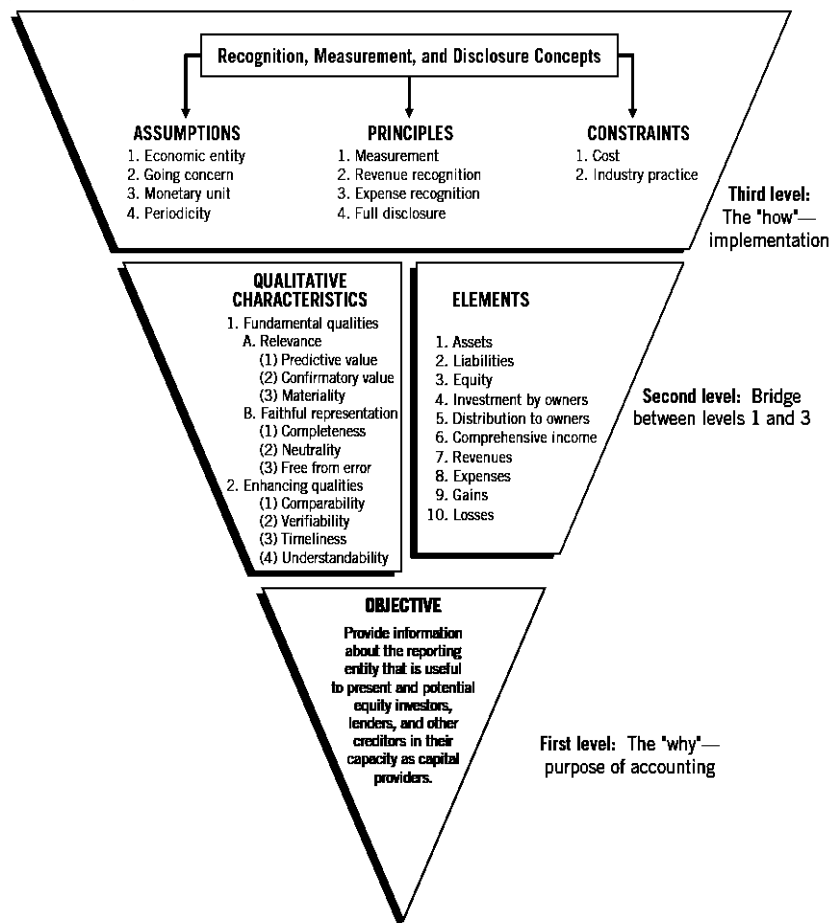 Recognition, Measurement, and Disclosure Concepts
ASSUMPTIONS
1. Economic entity
2. Going concern
3. Monetary unit
4. Periodicity
PRINCIPLES
1. Measurement
2. Revenue recognition
3. Expense recognition
4. Full disclosure
CONSTRAINTS
1. Cost
2. Industry practice
Third level:
The "how"—
implementation
QUALITATIVE
CHARACTERISTICS
1. Fundamental qualities
A. Relevance
(1) Predictive value
(2) Confirmatory value
(3) Materiality
B. Faithful representation
(1) Completeness
(2) Neutrality
(3) Free from error
2. Enhancing qualities
(1) Comparability
(2) Verifiability
(3) Timeliness
(4) Understandability
ELEMENTS
1. Assets
2. Liabilities
3. Equity
4. Investment by owners
5. Distribution to owners
6. Comprehensive income
7. Revenues
8. Expenses
9. Gains
10. Losses
Second level: Bridge
between levels 1 and 3
OBJECTIVE
Provide information
about the reporting
entity that is useful
to present and potential
equity investors,
lenders, and other
creditors in their
capacity as capital
providers.
First level: The "why"—
purpose of accounting